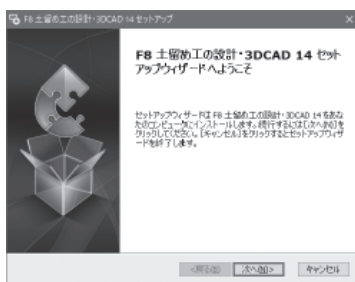 F8 土留め工の設計・3DCAD 14 セットアップ
F8 土留め工の設計・3DCAD 14 セット
アップウィザードへようこそ
セットアップウィザードは F8 土留め工の設計・3DCAD 14 をあな
たのコンピュータにインストールします。続行するには[次へ(N)]を
クリックしてください。[キャンセル]をクリックするとセットアップウィザ
ードを終了します。
<戻る(B) 次へ(N)> キャンセル